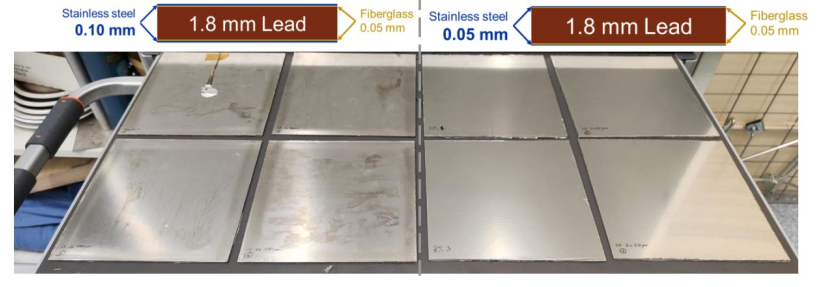 Stainless steel
0.10 mm
1.8 mm Lead
Fiberglass
0.05 mm
Stainless steel
0.05 mm
1.8 mm Lead
Fiberglass
0.05 mm